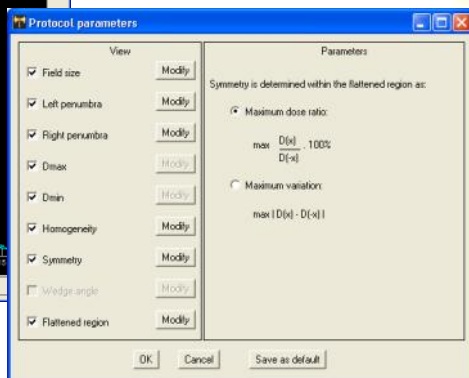 Protocol parameters
View
Field size Modify
Left penumbra Modify
Right penumbra Modify
Dmax Modify
Dmin Modify
Homogeneity Modify
Symmetry Modify
Wedge angle Modify
Flattened region Modify
Parameters
Symmetry is determined within the flattened region as:
Maximum dose ratio:
max D(x) / D(-x) . 100%
Maximum variation:
max | D(x) - D(-x) |
OK Cancel Save as default